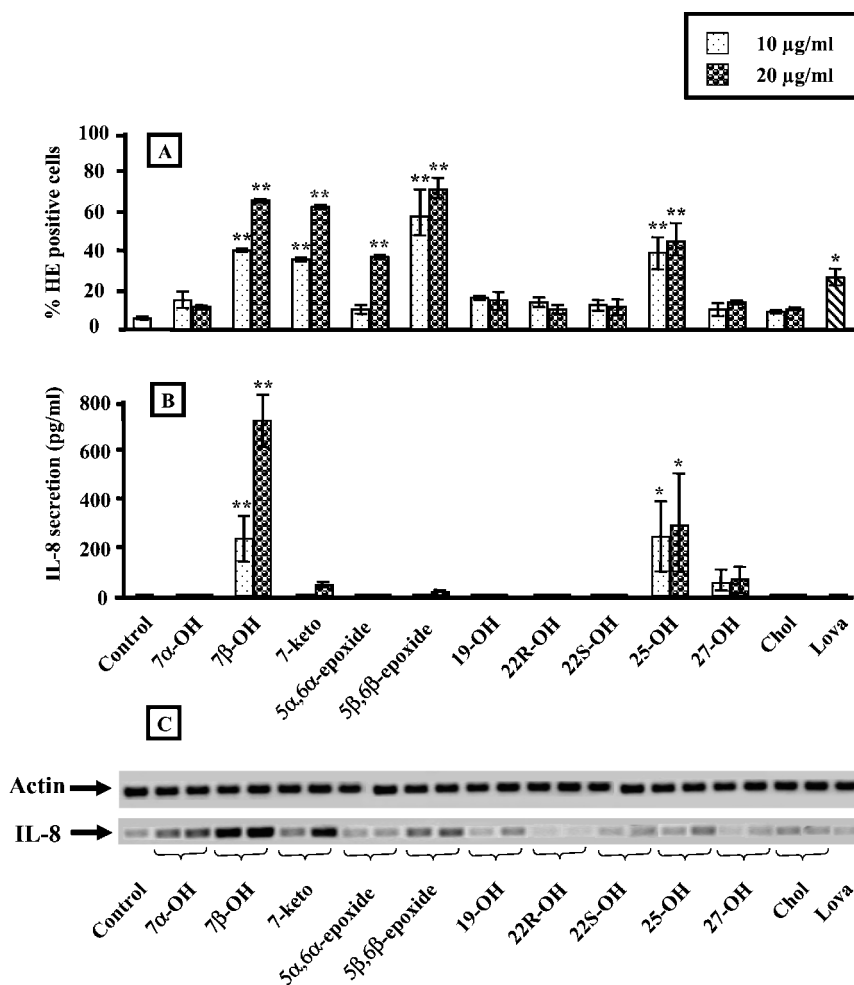 10 µg/ml
20 µg/ml
A
% HE positive cells
100
80
60
40
20
0
** ** ** ** ** ** ** ** ** *
B
IL-8 secretion (pg/ml)
800
600
400
200
0
** ** * *
Control 7α-OH 7β-OH 7-keto 5α,6α-epoxide 5β,6β-epoxide 19-OH 22R-OH 22S-OH 25-OH 27-OH Chol Lova
C
Actin
IL-8
Control 7α-OH 7β-OH 7-keto 5α,6α-epoxide 5β,6β-epoxide 19-OH 22R-OH 22S-OH 25-OH 27-OH Chol Lova